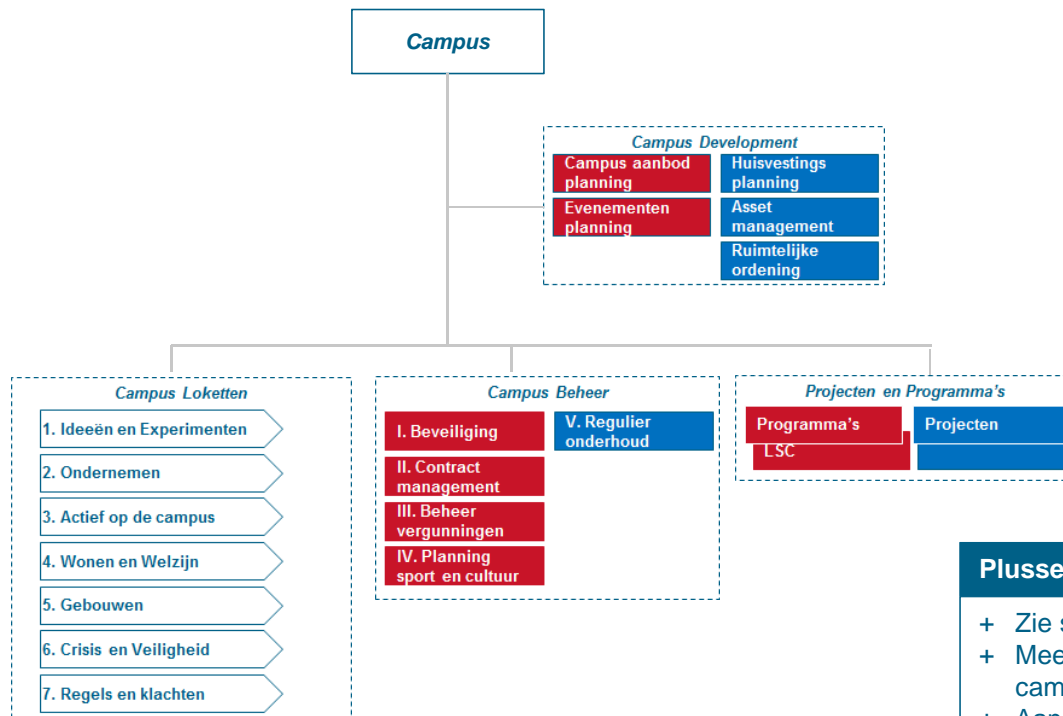 Campus
Campus Development
Campus aanbod
planning
Huisvestings
planning
Evenementen
planning
Asset
management
Ruimtelijke
ordening
Campus Loketten
1. Ideeën en Experimenten
2. Ondernemen
3. Actief op de campus
4. Wonen en Welzijn
5. Gebouwen
6. Crisis en Veiligheid
7. Regels en klachten
Campus Beheer
I. Beveiliging
V. Regulier
onderhoud
II. Contract
management
III. Beheer
vergunningen
IV. Planning
sport en cultuur
Projecten en Programma's
Programma's
Projecten
LSC
+ Zie